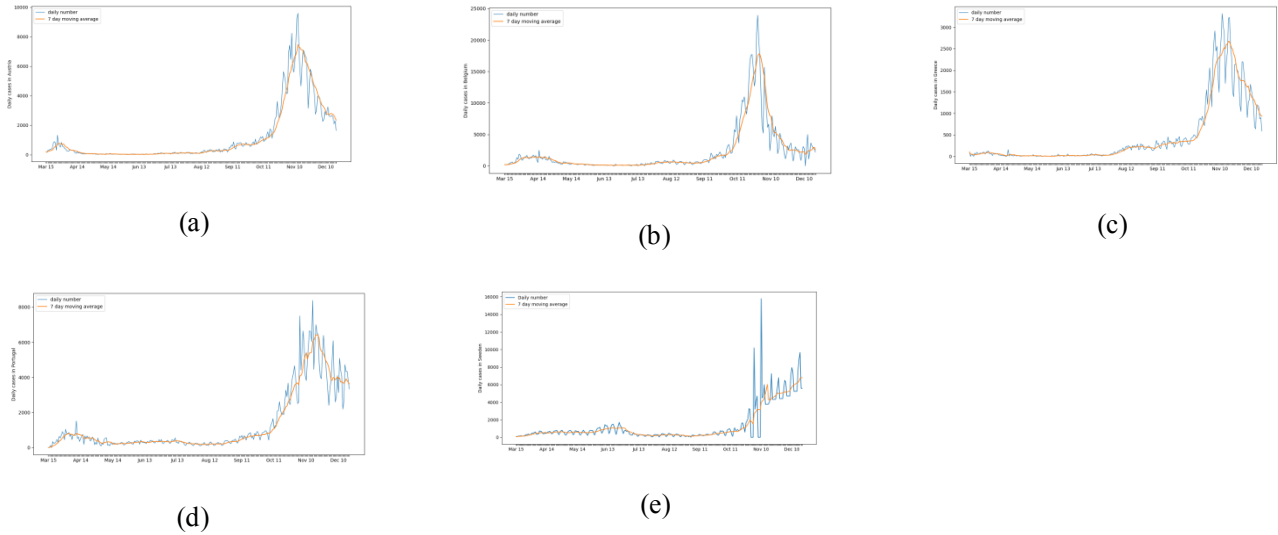 daily number
7 day moving average
Daily cases in Austria
10000
8000
6000
4000
2000
0
Mar 15 Apr 14 May 14 Jun 13 Jul 13 Aug 12 Sep 11 Oct 11 Nov 10 Dec 10
(a)
daily number
7 day moving average
Daily cases in Belgium
25000
20000
15000
10000
5000
0
Mar 15 Apr 14 May 14 Jun 13 Jul 13 Aug 12 Sep 11 Oct 11 Nov 10 Dec 10
(b)
daily number
7 day moving average
Daily cases in Greece
3000
2500
2000
1500
1000
500
0
Mar 15 Apr 14 May 14 Jun 13 Jul 13 Aug 12 Sep 11 Oct 11 Nov 10 Dec 10
(c)
daily number
7 day moving average
Daily cases in Portugal
8000
6000
4000
2000
0
Mar 15 Apr 14 May 14 Jun 13 Jul 13 Aug 12 Sep 11 Oct 11 Nov 10 Dec 10
(d)
Daily number
7 day moving average
Daily cases in Sweden
16000
14000
12000
10000
8000
6000
4000
2000
0
Mar 15 Apr 14 May 14 Jun 13 Jul 13 Aug 12 Sep 11 Oct 11 Nov 10 Dec 10
(e)